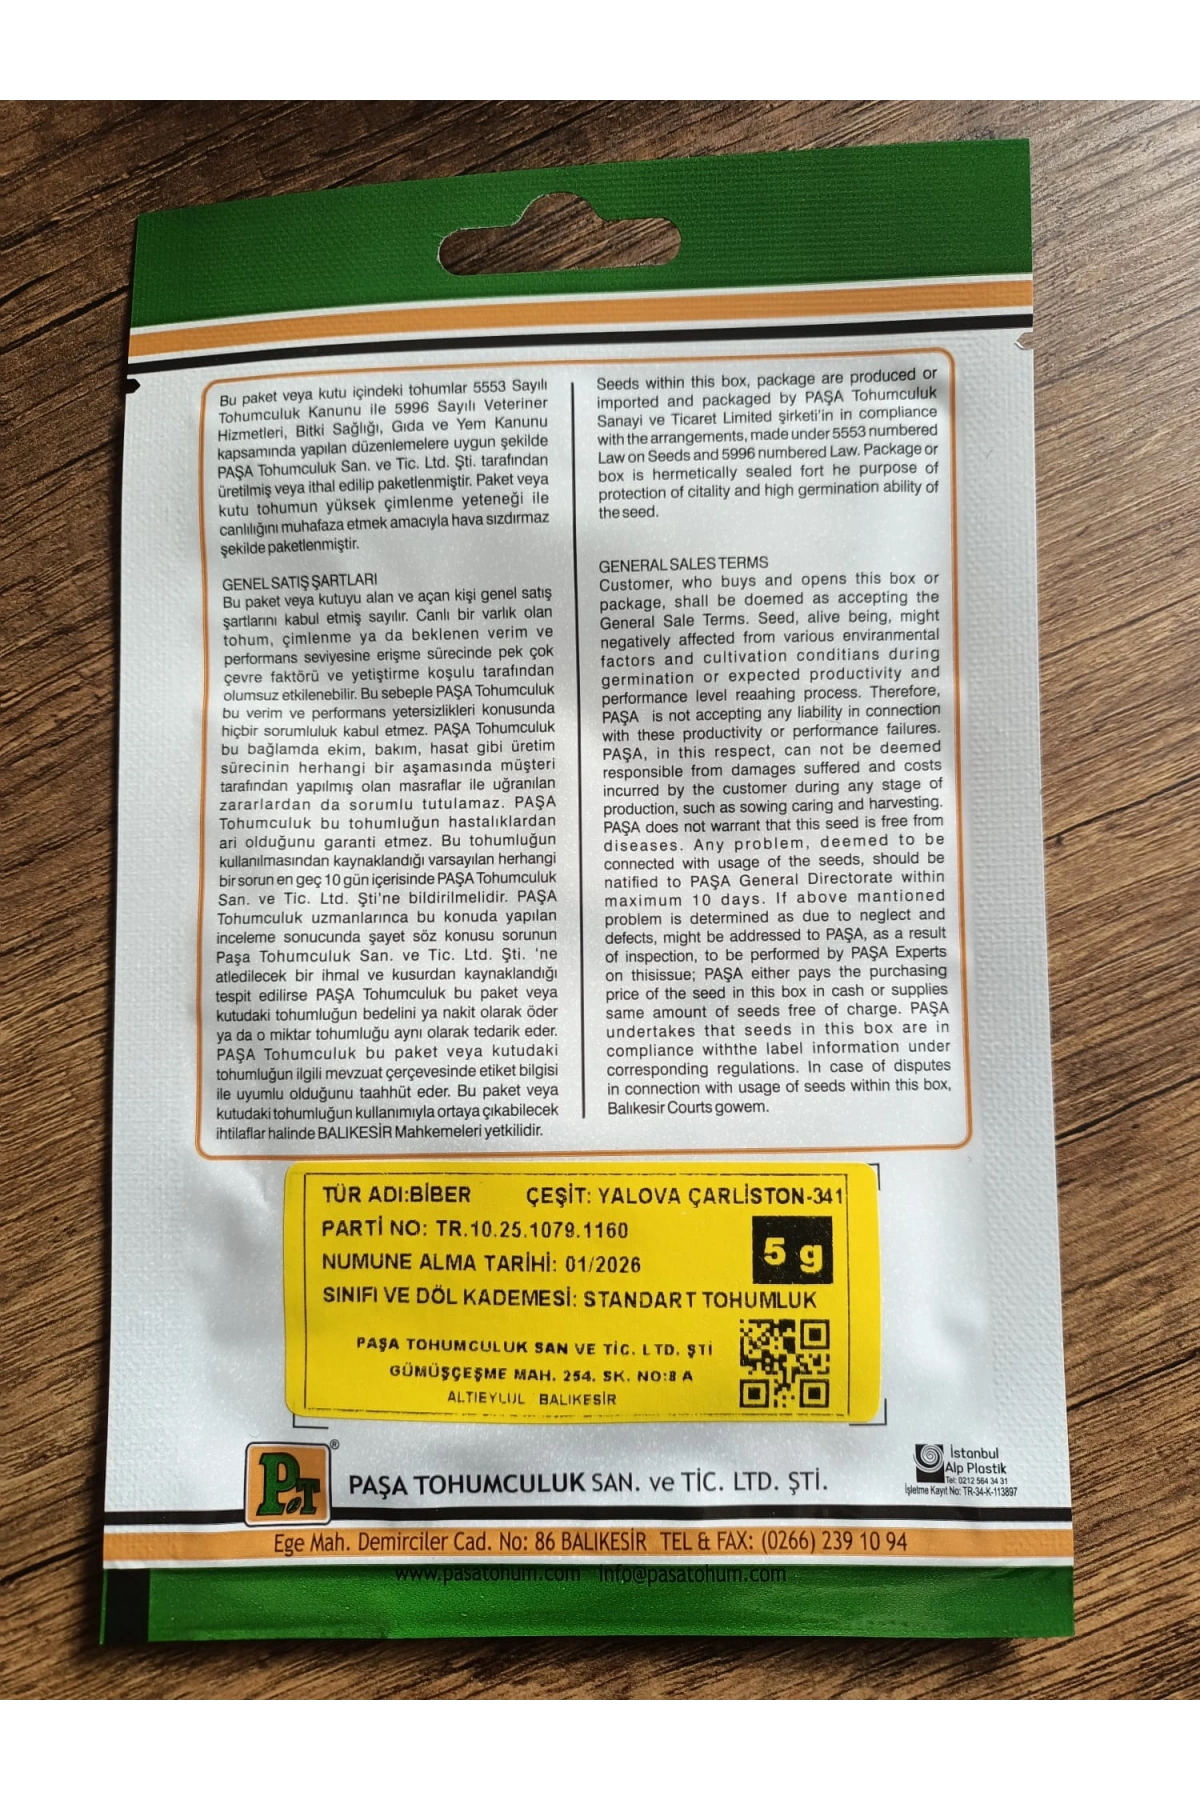 Bu paket veya kutu içindeki tohumlar 5553 Sayılı
Tohumculuk Kanunu ile 5996 Sayılı Veteriner
Hizmetleri, Bitki Sağlığı, Gıda ve Yem Kanunu
kapsamında yapılan düzenlemelere uygun şekilde
PAŞA Tohumculuk San. ve Tic. Ltd. Şti. tarafından
üretilmiş veya ithal edilip paketlenmiştir. Paket veya
kutu tohumun yüksek çimlenme yeteneği ile
canlılığını muhafaza etmek amacıyla hava sızdırmaz
şekilde paketlenmiştir.
GENEL SATIŞ ŞARTLARI
Bu paket veya kutuyu alan ve açan kişi genel satış
şartlarını kabul etmiş sayılır. Canlı bir varlık olan
tohum, çimlenme ya da beklenen verim ve
performans seviyesine erişme sürecinde pek çok
çevre faktörü ve yetiştirme koşulu tarafından
olumsuz etkilenebilir. Bu sebeple PAŞA Tohumculuk
bu verim ve performans yetersizlikleri konusunda
hiçbir sorumluluk kabul etmez. PAŞA Tohumculuk
bu bağlamda ekim, bakım, hasat gibi üretim
sürecinin herhangi bir aşamasında müşteri
tarafından yapılmış olan masraflar ile uğranılan
zararlardan da sorumlu tutulamaz. PAŞA
Tohumculuk bu tohumluğun hastalıklardan
ari olduğunu garanti etmez. Bu tohumluğun
kullanılmasından kaynaklandığı varsayılan herhangi
bir sorun en geç 10 gün içerisinde PAŞA Tohumculuk
San. ve Tic. Ltd. Şti'ne bildirilmelidir. PAŞA
Tohumculuk uzmanlarınca bu konuda yapılan
inceleme sonucunda şayet söz konusu sorunun
Paşa Tohumculuk San. ve Tic. Ltd. Şti. 'ne
atledilecek bir ihmal ve kusurdan kaynaklandığı
tespit edilirse PAŞA Tohumculuk bu paket veya
kutudaki tohumluğun bedelini ya nakit olarak öder
ya da o miktar tohumluğu aynı olarak tedarik eder.
PAŞA Tohumculuk bu paket veya kutudaki
tohumluğun ilgili mevzuat çerçevesinde etiket bilgisi
ile uyumlu olduğunu taahhüt eder. Bu paket veya
kutudaki tohumluğun kullanımıyla ortaya çıkabilecek
ihtilaflar halinde BALIKESİR Mahkemeleri yetkilidir.
Seeds within this box, package are produced or
imported and packaged by PAŞA Tohumculuk
Sanayi ve Ticaret Limited şirketi'in in compliance
with the arrangements, made under 5553 numbered
Law on Seeds and 5996 numbered Law. Package or
box is hermetically sealed fort he purpose of
protection of citality and high germination ability of
the seed.
GENERAL SALES TERMS
Customer, who buys and opens this box or
package, shall be doemed as accepting the
General Sale Terms. Seed, alive being, might
negatively affected from various enviranmental
factors and cultivation conditians during
germination or expected productivity and
performance level reaahing process. Therefore,
PAŞA is not accepting any liability in connection
with these productivity or performance failures.
PAŞA, in this respect, can not be deemed
responsible from damages suffered and costs
incurred by the customer during any stage of
production, such as sowing caring and harvesting.
PAŞA does not warrant that this seed is free from
diseases. Any problem, deemed to be
connected with usage of the seeds, should be
natified to PAŞA General Directorate within
maximum 10 days. If above mantioned
problem is determined as due to neglect and
defects, might be addressed to PAŞA, as a result
of inspection, to be performed by PAŞA Experts
on thisissue; PAŞA either pays the purchasing
price of the seed in this box in cash or supplies
same amount of seeds free of charge. PAŞA
undertakes that seeds in this box are in
compliance withthe label information under
corresponding regulations. In case of disputes
in connection with usage of seeds within this box,
Balıkesir Courts gowem.
TÜR ADI:BİBER ÇEŞİT: YALOVA ÇARLİSTON-341
PARTİ NO: TR.10.25.1079.1160
NUMUNE ALMA TARİHİ: 01/2026
5 g
SINIFI VE DÖL KADEMESİ: STANDART TOHUMLUK
PAŞA TOHUMCULUK SAN VE TİC. LTD. ŞTİ
GÜMÜŞÇEŞME MAH. 254. SK. NO:8 A
ALTIEYLUL BALIKESİR
PT®
PAŞA TOHUMCULUK SAN. ve TİC. LTD. ŞTİ.
İstanbul
Alp Plastik
Tel: 0212 564 34 31
İşletme Kayıt No: TR-34-K-113897
Ege Mah. Demirciler Cad. No: 86 BALIKESİR TEL & FAX: (0266) 239 10 94
www.pasatohum.com info@pasatohum.com